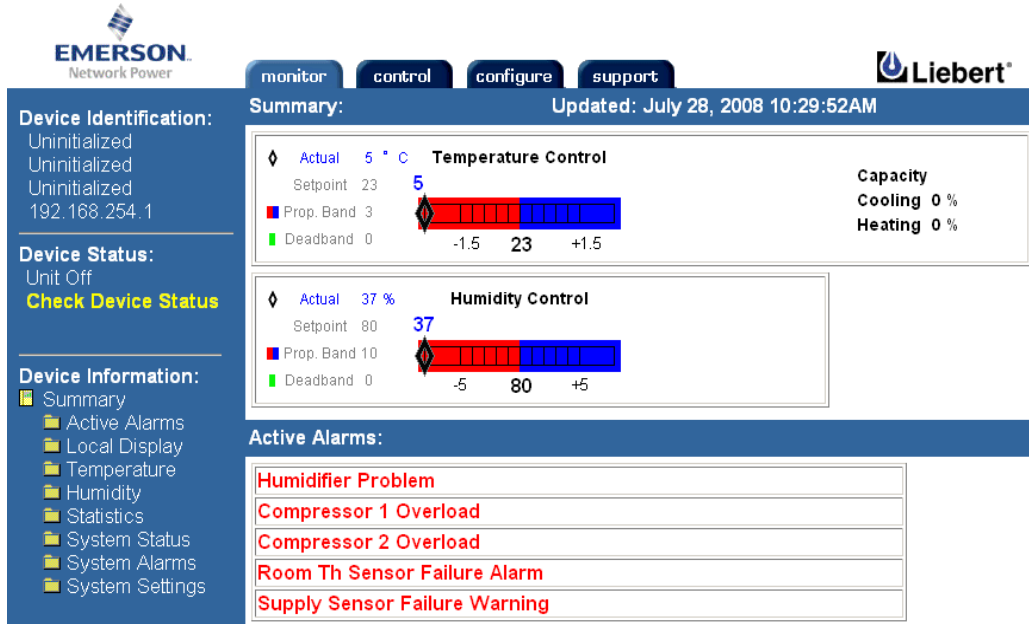 EMERSON
Network Power
monitor
control
configure
support
Liebert®
Device Identification:
Uninitialized
Uninitialized
Uninitialized
192.168.254.1
Device Status:
Unit Off
Check Device Status
Device Information:
Summary
Active Alarms
Local Display
Temperature
Humidity
Statistics
System Status
System Alarms
System Settings
Summary: Updated: July 28, 2008 10:29:52AM
Actual 5 ° C Temperature Control
Setpoint 23 5
Prop. Band 3
Deadband 0 -1.5 23 +1.5
Capacity
Cooling 0 %
Heating 0 %
Actual 37 % Humidity Control
Setpoint 80 37
Prop. Band 10
Deadband 0 -5 80 +5
Active Alarms:
Humidifier Problem
Compressor 1 Overload
Compressor 2 Overload
Room Th Sensor Failure Alarm
Supply Sensor Failure Warning